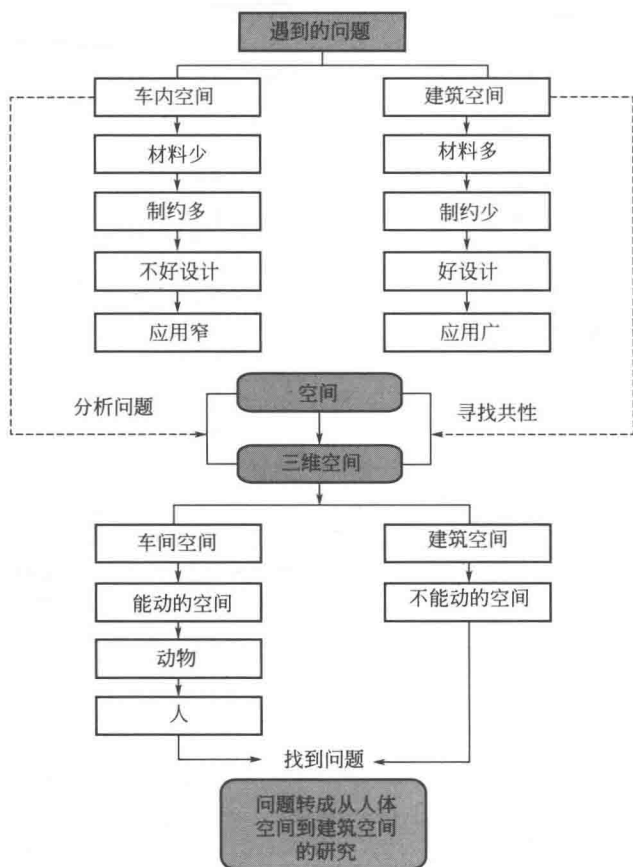 遇到的问题
车内空间
建筑空间
材料少
材料多
制约多
制约少
不好设计
好设计
应用窄
应用广
空间
分析问题
寻找共性
三维空间
车间空间
建筑空间
能动的空间
不能动的空间
动物
人
找到问题
问题转成从人体
空间到建筑空间
的研究